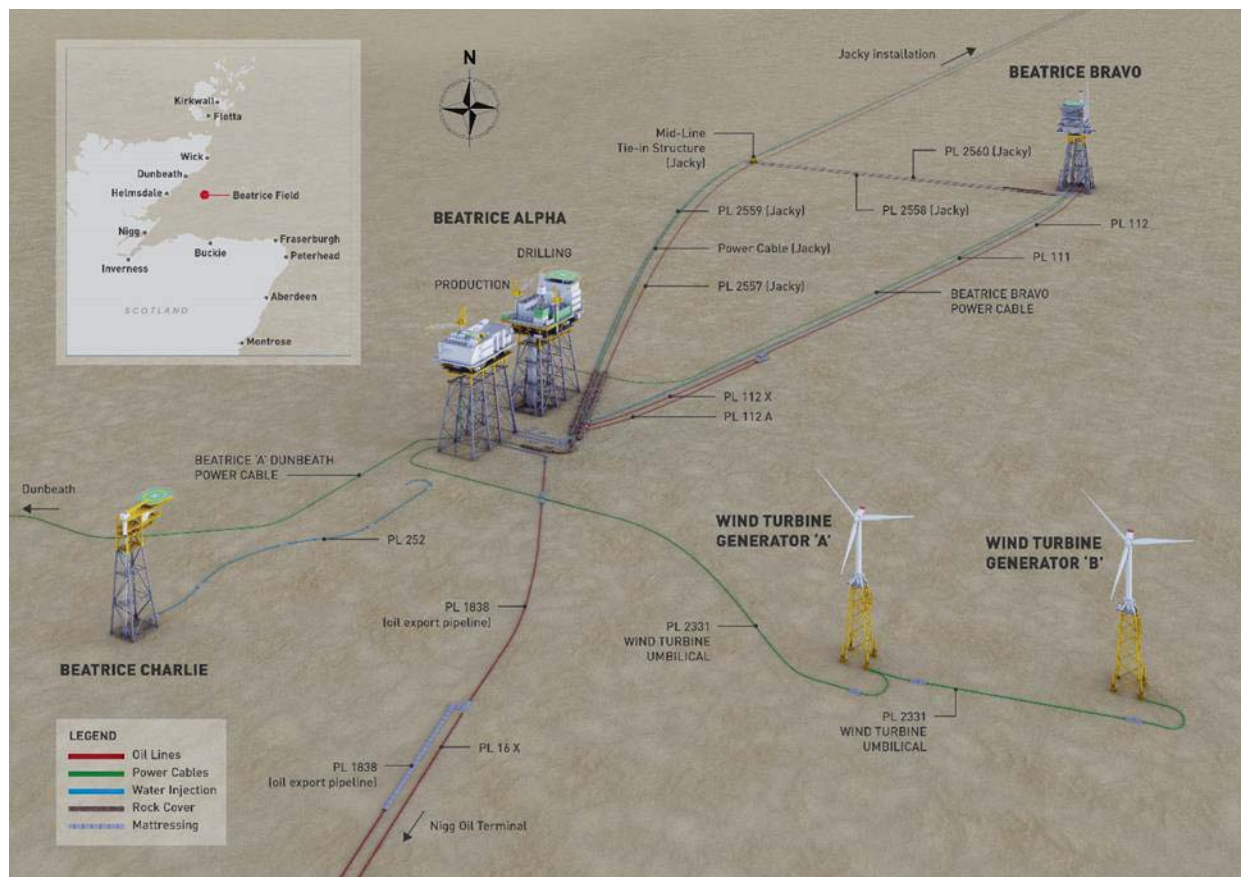 Kirkwall
Flotta
Wick
Dunbeath
Helmsdale
Beatrice Field
Nigg
Fraserburgh
Buckie
Peterhead
Inverness
Aberdeen
SCOTLAND
Montrose
N
Jacky installation
BEATRICE BRAVO
Mid-Line
Tie-in Structure
(Jacky)
PL 2560 (Jacky)
PL 2559 (Jacky)
PL 2558 (Jacky)
PL 112
BEATRICE ALPHA
DRILLING
PRODUCTION
Power Cable (Jacky)
PL 111
PL 2557 (Jacky)
BEATRICE BRAVO
POWER CABLE
PL 112 X
PL 112 A
BEATRICE 'A' DUNBEATH
POWER CABLE
Dunbeath
PL 252
WIND TURBINE
GENERATOR 'A'
WIND TURBINE
GENERATOR 'B'
PL 1838
(oil export pipeline)
PL 2331
WIND TURBINE
UMBILICAL
BEATRICE CHARLIE
PL 2331
WIND TURBINE
UMBILICAL
LEGEND
Oil Lines
Power Cables
Water Injection
Rock Cover
Mattressing
PL 16 X
PL 1838
(oil export pipeline)
Nigg Oil Terminal